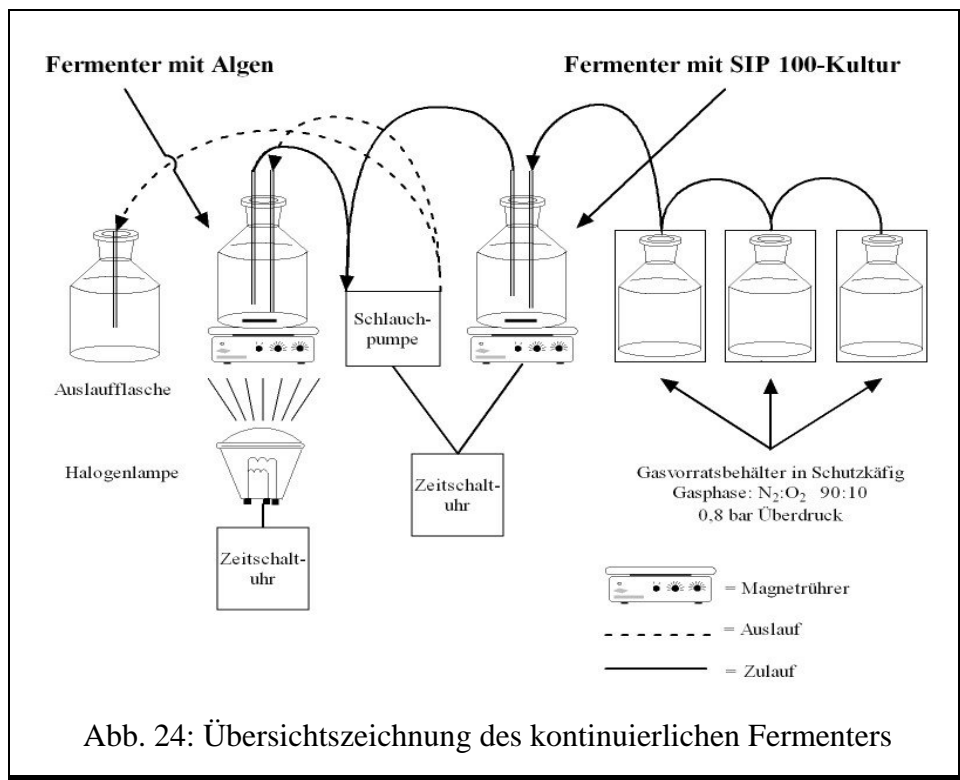 Fermenter mit Algen
Fermenter mit SIP 100-Kultur
Schlauch-
pumpe
Auslaufflasche
Halogenlampe
Zeitschalt-
uhr
Zeitschalt-
uhr
Gasvorratsbehälter in Schutzkäfig
Gasphase: N₂:O₂ 90:10
0,8 bar Überdruck
= Magnetrührer
= Auslauf
= Zulauf
Abb. 24: Übersichtszeichnung des kontinuierlichen Fermenters